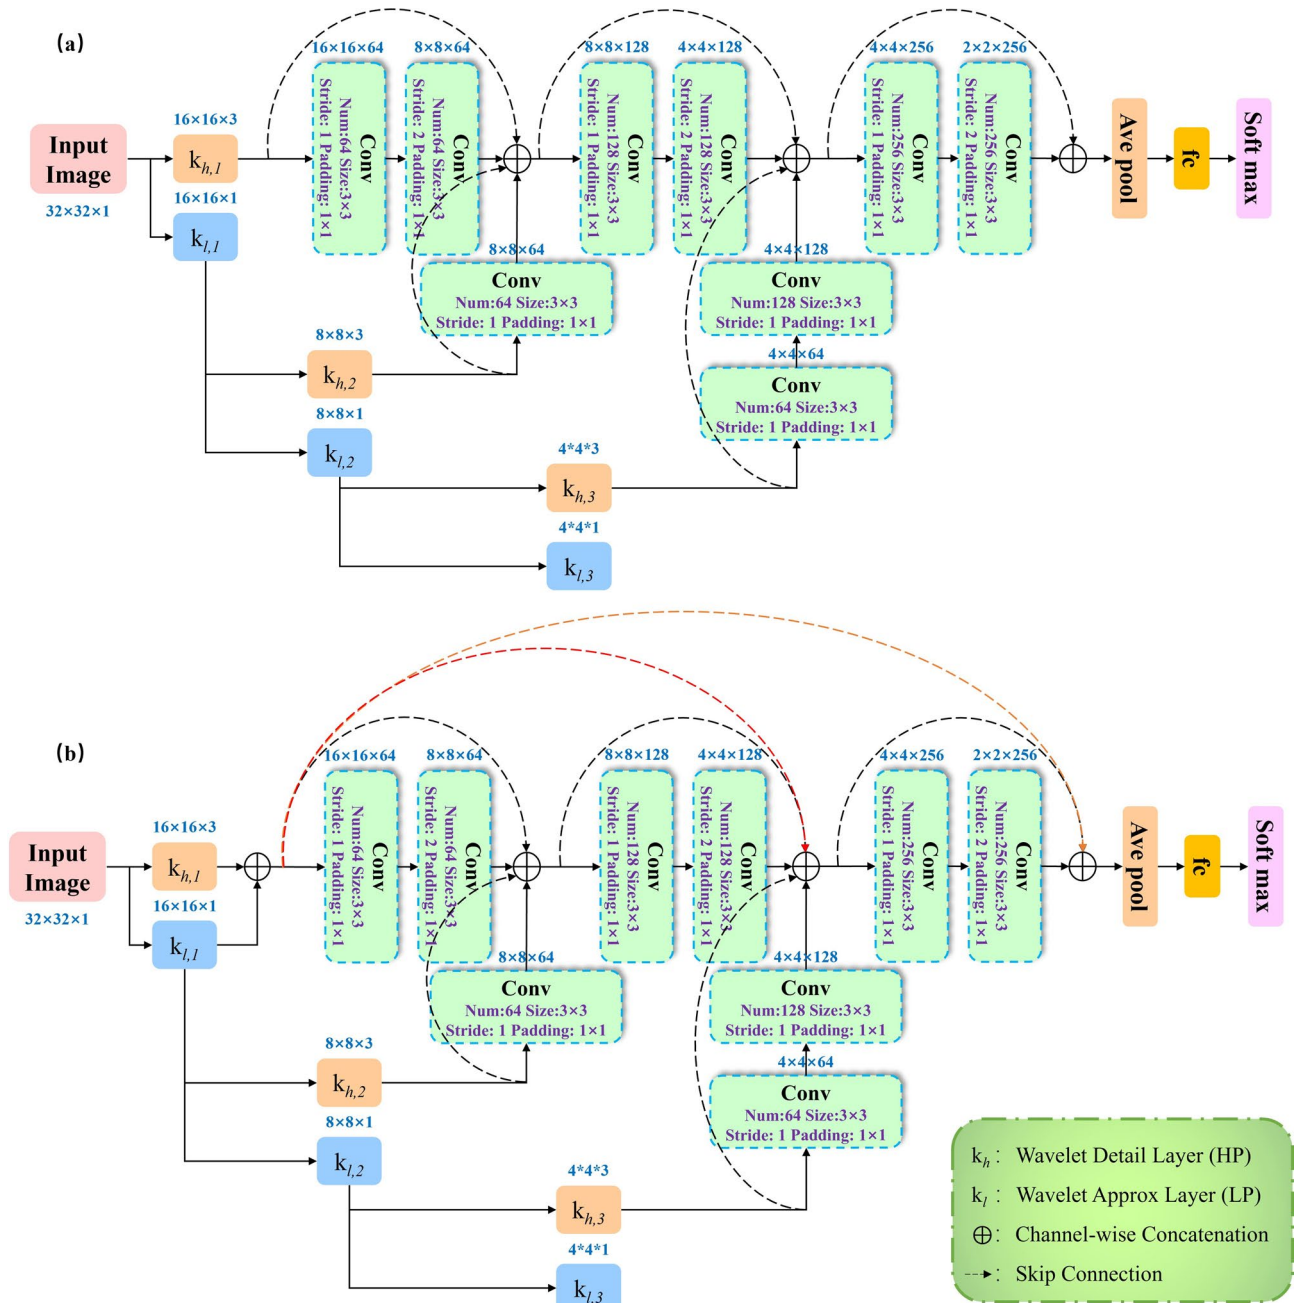 (a)
16×16×64
8×8×64
8×8×128
4×4×128
4×4×256
2×2×256
Input
Image
32×32×1
16×16×3
k_{h,1}
16×16×1
k_{l,1}
Conv
Num:64 Size:3×3
Stride: 1 Padding: 1×1
Conv
Num:64 Size:3×3
Stride: 2 Padding: 1×1
Conv
Num:128 Size:3×3
Stride: 1 Padding: 1×1
Conv
Num:128 Size:3×3
Stride: 2 Padding: 1×1
Conv
Num:256 Size:3×3
Stride: 1 Padding: 1×1
Conv
Num:256 Size:3×3
Stride: 2 Padding: 1×1
Ave pool
fc
Soft max
8×8×64
Conv
Num:64 Size:3×3
Stride: 1 Padding: 1×1
4×4×128
Conv
Num:128 Size:3×3
Stride: 1 Padding: 1×1
8×8×3
k_{h,2}
4×4×64
Conv
Num:64 Size:3×3
Stride: 1 Padding: 1×1
8×8×1
k_{l,2}
4*4*3
k_{h,3}
4*4*1
k_{l,3}
(b)
16×16×64
8×8×64
8×8×128
4×4×128
4×4×256
2×2×256
Input
Image
32×32×1
16×16×3
k_{h,1}
16×16×1
k_{l,1}
Conv
Num:64 Size:3×3
Stride: 1 Padding: 1×1
Conv
Num:64 Size:3×3
Stride: 2 Padding: 1×1
Conv
Num:128 Size:3×3
Stride: 1 Padding: 1×1
Conv
Num:128 Size:3×3
Stride: 2 Padding: 1×1
Conv
Num:256 Size:3×3
Stride: 1 Padding: 1×1
Conv
Num:256 Size:3×3
Stride: 2 Padding: 1×1
Ave pool
fc
Soft max
8×8×64
Conv
Num:64 Size:3×3
Stride: 1 Padding: 1×1
4×4×128
Conv
Num:128 Size:3×3
Stride: 1 Padding: 1×1
8×8×3
k_{h,2}
4×4×64
Conv
Num:64 Size:3×3
Stride: 1 Padding: 1×1
8×8×1
k_{l,2}
4*4*3
k_{h,3}
4*4*1
k_{l,3}
k_h : Wavelet Detail Layer (HP)
k_l : Wavelet Approx Layer (LP)
⊕ : Channel-wise Concatenation
: Skip Connection